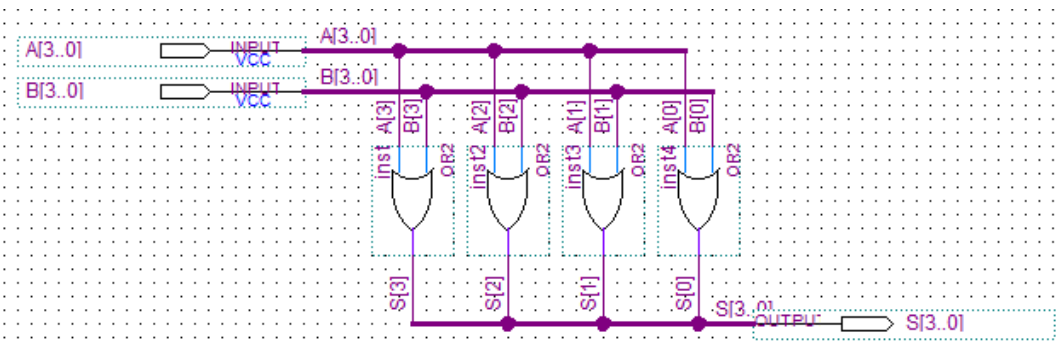 A[3..0]
INPUT
VCC
A[3..0]
B[3..0]
INPUT
VCC
B[3..0]
A[3]
B[3]
A[2]
B[2]
A[1]
B[1]
A[0]
B[0]
inst
OR2
inst2
OR2
inst3
OR2
inst4
OR2
S[3]
S[2]
S[1]
S[0]
S[3..0]
OUTPUT
S[3..0]